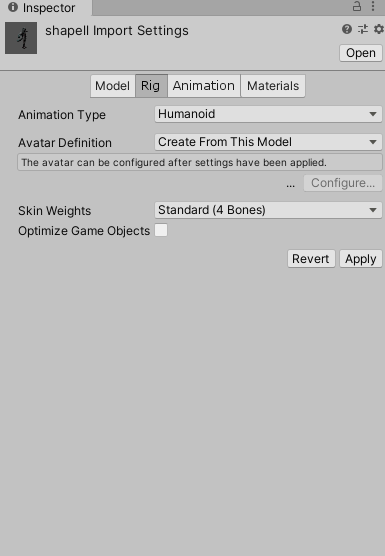 Inspector
shapell Import Settings
Open
Model Rig Animation Materials
Animation Type Humanoid
Avatar Definition Create From This Model
The avatar can be configured after settings have been applied.
... Configure...
Skin Weights Standard (4 Bones)
Optimize Game Objects
Revert Apply